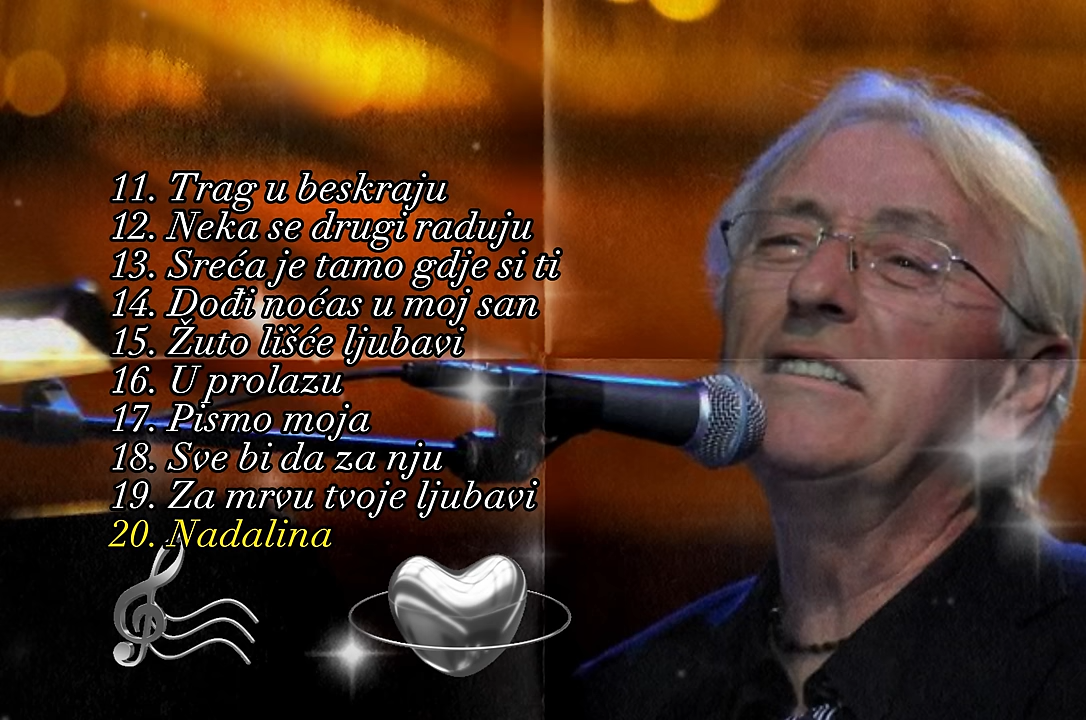 11. Trag u beskraju
12. Neka se drugi raduju
13. Sreća je tamo gdje si ti
14. Dođi noćas u moj san
15. Žuto lišće ljubavi
16. U prolazu
17. Pismo moja
18. Sve bi da za nju
19. Za mrvu tvoje ljubavi
20. Nadalina